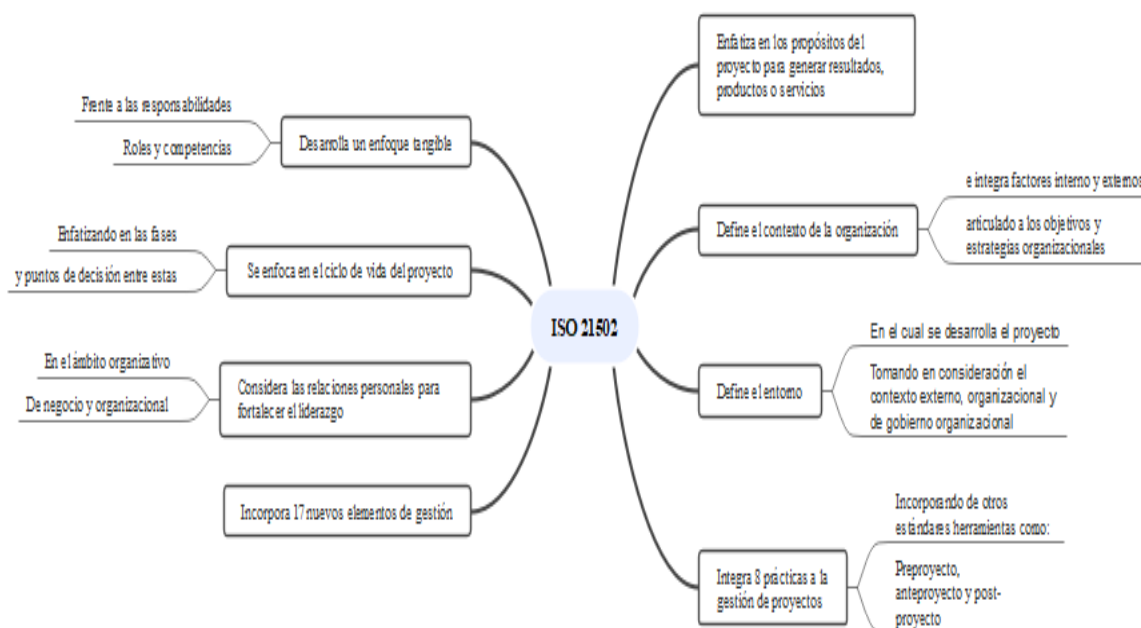 Enfatiza en los propósitos del
proyecto para generar resultados,
productos o servicios
Frente a las responsabilidades
Roles y competencias
Desarrolla un enfoque tangible
Define el contexto de la organización
e integra factores interno y externos
articulado a los objetivos y
estrategias organizacionales
Enfatizando en las fases
y puntos de decisión entre estas
Se enfoca en el ciclo de vida del proyecto
ISO 21502
Define el entorno
En el cual se desarrolla el proyecto
Tomando en consideración el
contexto externo, organizacional y
de gobierno organizacional
En el ámbito organizativo
De negocio y organizacional
Considera las relaciones personales para
fortalecer el liderazgo
Incorpora 17 nuevos elementos de gestión
Integra 8 prácticas a la
gestión de proyectos
Incorporando de otros
estándares herramientas como:
Preproyecto,
anteproyecto y post-
proyecto